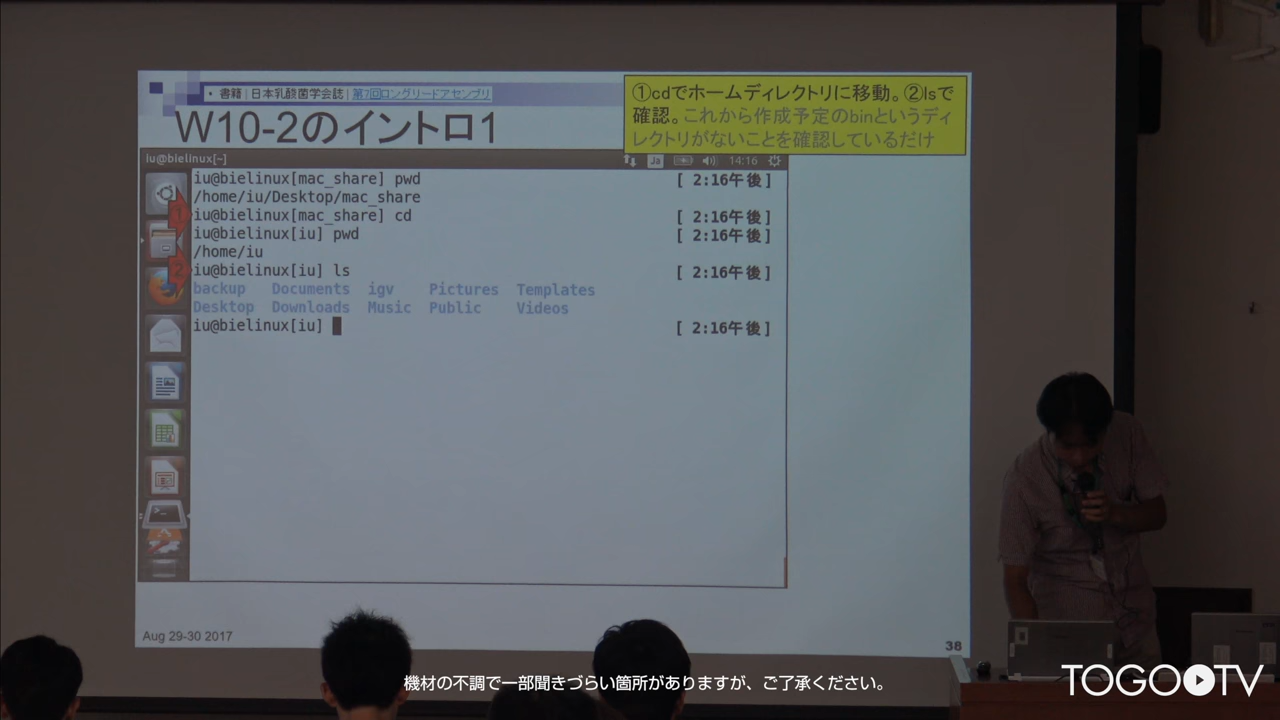 ・書籍 | 日本乳酸菌学会誌 | 第7回ロングリードアセンブリ
W10-2のイントロ1
①cdでホームディレクトリに移動。②lsで
確認。これから作成予定のbinというディ
レクトリがないことを確認しているだけ
iu@bielinux[~]
Ja 14:16
iu@bielinux[mac_share] pwd [ 2:16午後]
/home/iu/Desktop/mac_share
1
iu@bielinux[mac_share] cd [ 2:16午後]
iu@bielinux[iu] pwd [ 2:16午後]
/home/iu
2
iu@bielinux[iu] ls [ 2:16午後]
backup Documents igv Pictures Templates
Desktop Downloads Music Public Videos
iu@bielinux[iu] [ 2:16午後]
Aug 29-30 2017
38
機材の不調で一部聞きづらい箇所がありますが、ご了承ください。
TOGOTV